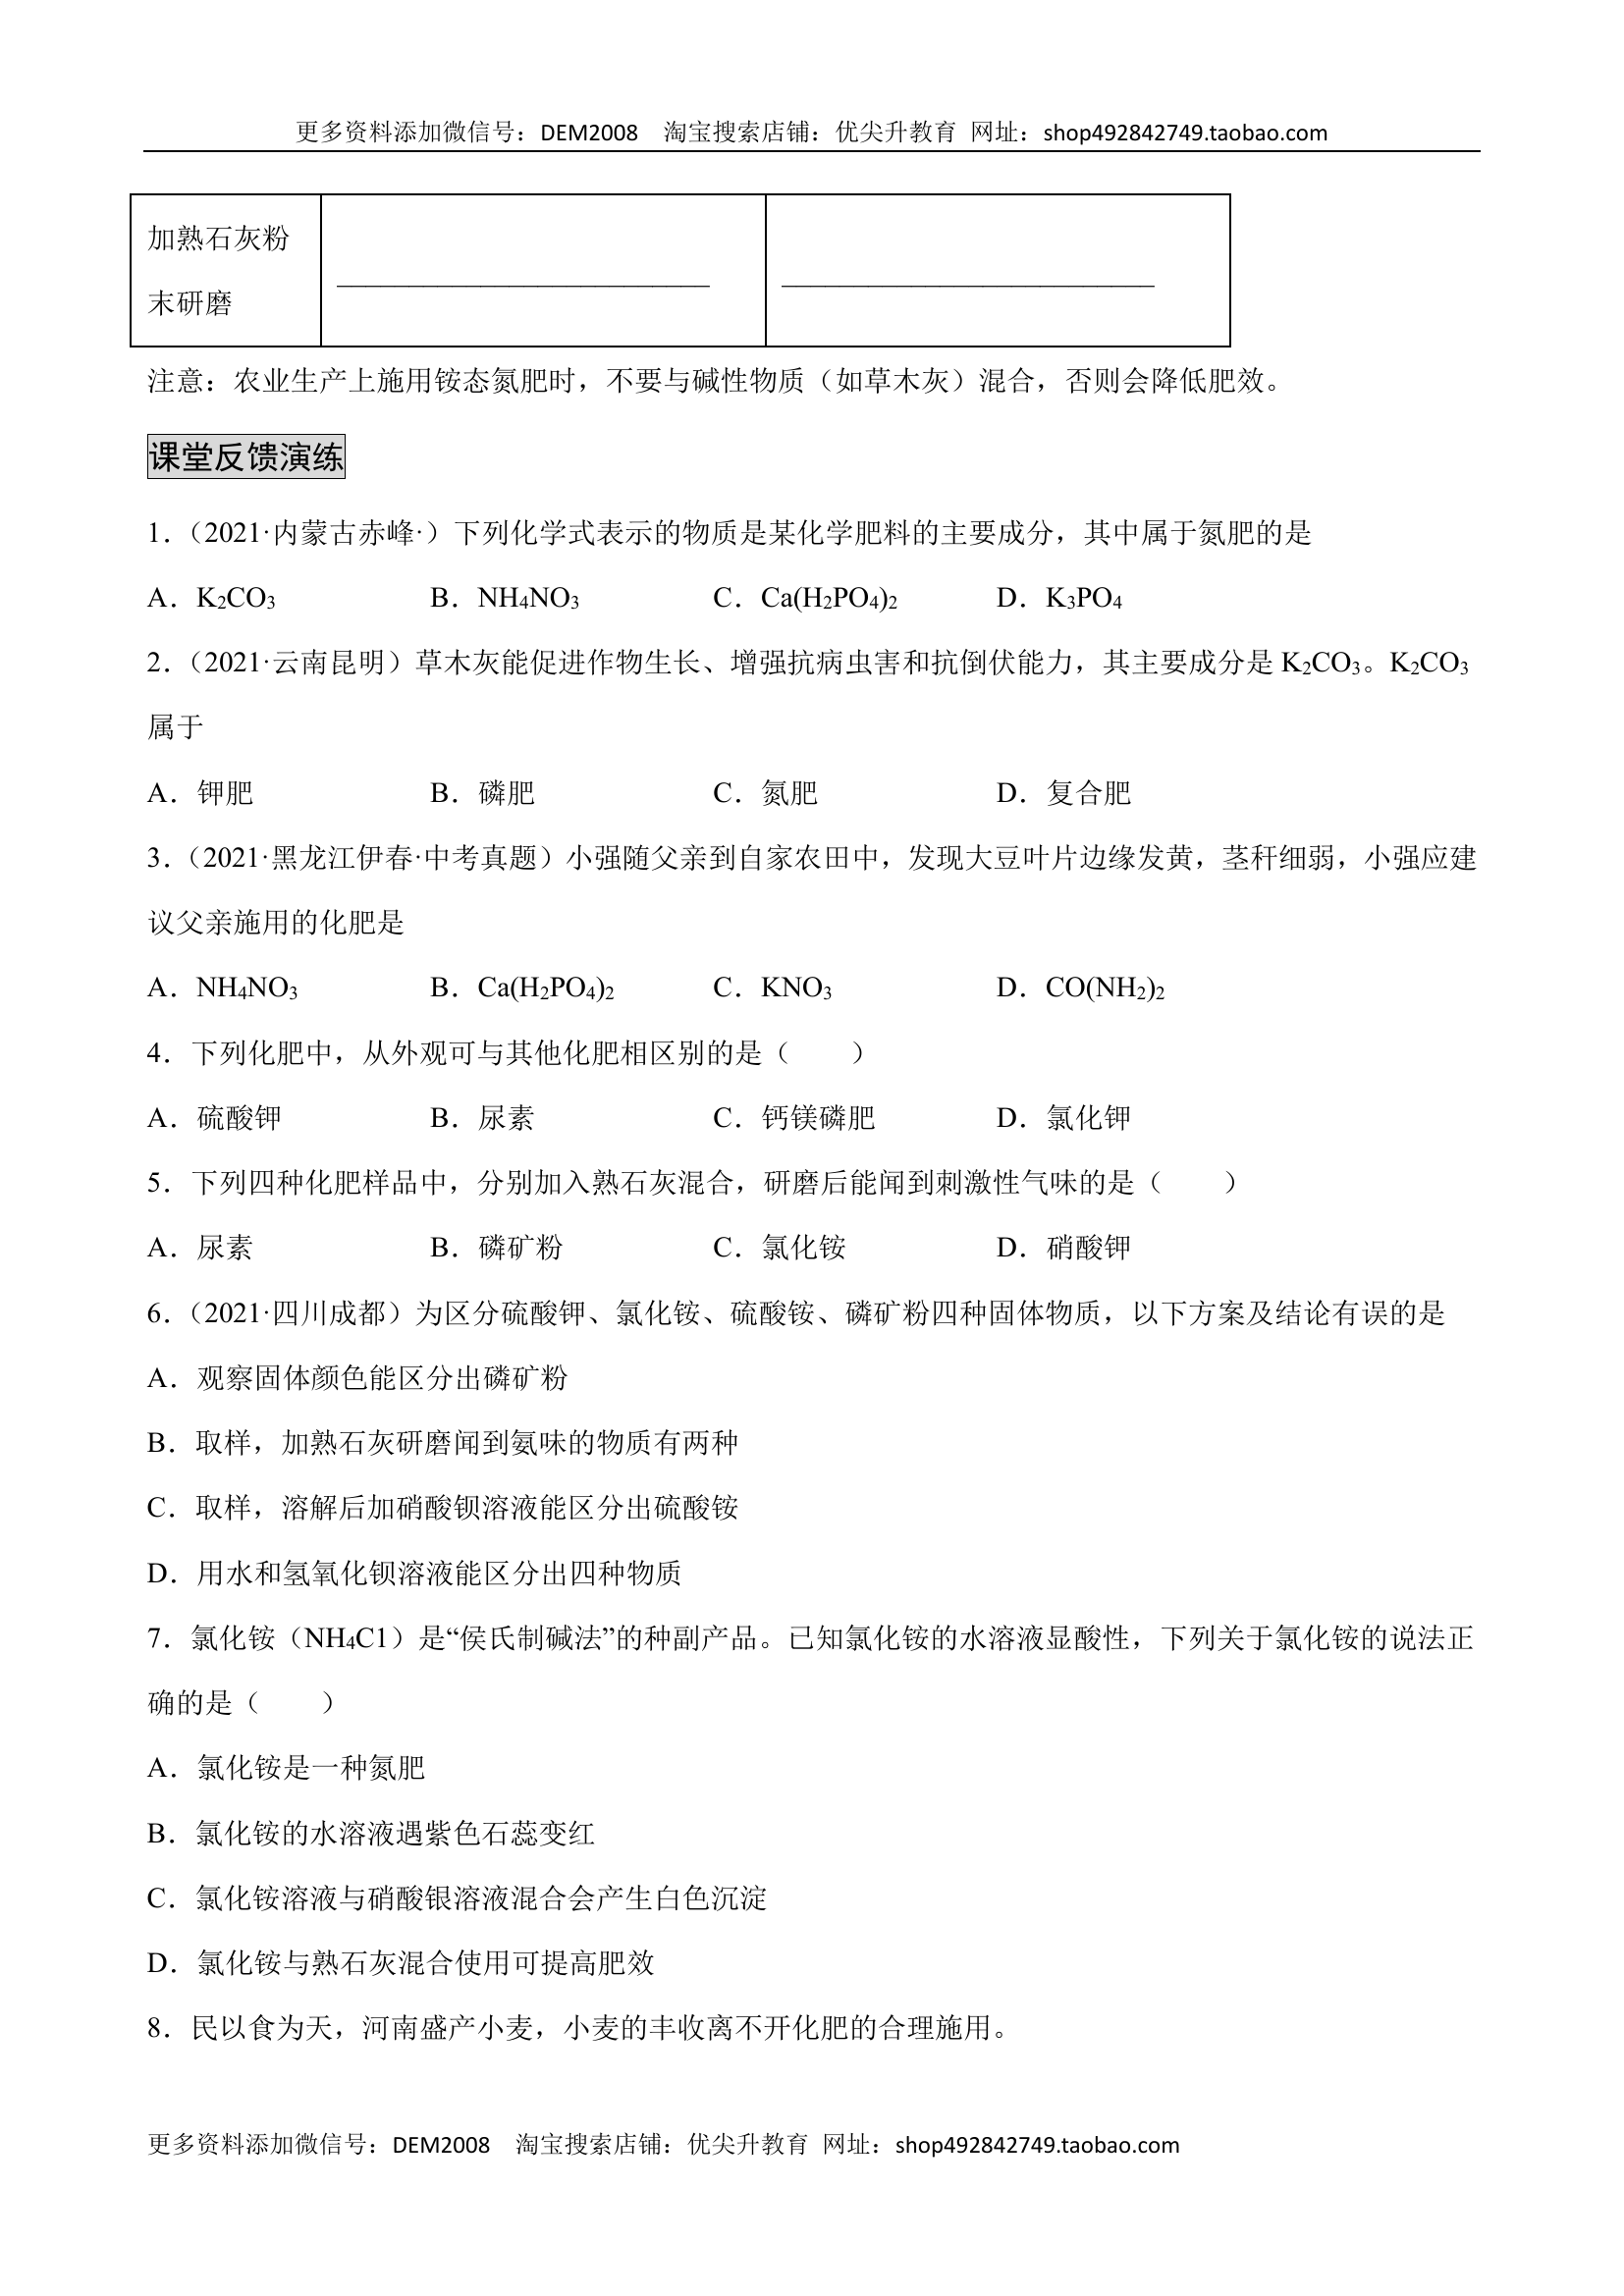 更多资料添加微信号：DEM2008 淘宝搜索店铺：优尖升教育 网址：shop492842749.taobao.com
加熟石灰粉
末研磨
__________________________ __________________________
注意：农业生产上施用铵态氮肥时，不要与碱性物质（如草木灰）混合，否则会降低肥效。
课堂反馈演练
1．（2021·内蒙古赤峰·）下列化学式表示的物质是某化学肥料的主要成分，其中属于氮肥的是
A．K₂CO₃ B．NH₄NO₃ C．Ca(H₂PO₄)₂ D．K₃PO₄
2．（2021·云南昆明）草木灰能促进作物生长、增强抗病虫害和抗倒伏能力，其主要成分是 K₂CO₃。K₂CO₃
属于
A．钾肥 B．磷肥 C．氮肥 D．复合肥
3．（2021·黑龙江伊春·中考真题）小强随父亲到自家农田中，发现大豆叶片边缘发黄，茎秆细弱，小强应建
议父亲施用的化肥是
A．NH₄NO₃ B．Ca(H₂PO₄)₂ C．KNO₃ D．CO(NH₂)₂
4．下列化肥中，从外观可与其他化肥相区别的是（　　）
A．硫酸钾 B．尿素 C．钙镁磷肥 D．氯化钾
5．下列四种化肥样品中，分别加入熟石灰混合，研磨后能闻到刺激性气味的是（　　）
A．尿素 B．磷矿粉 C．氯化铵 D．硝酸钾
6．（2021·四川成都）为区分硫酸钾、氯化铵、硫酸铵、磷矿粉四种固体物质，以下方案及结论有误的是
A．观察固体颜色能区分出磷矿粉
B．取样，加熟石灰研磨闻到氨味的物质有两种
C．取样，溶解后加硝酸钡溶液能区分出硫酸铵
D．用水和氢氧化钡溶液能区分出四种物质
7．氯化铵（NH₄C1）是“侯氏制碱法”的种副产品。已知氯化铵的水溶液显酸性，下列关于氯化铵的说法正
确的是（　　）
A．氯化铵是一种氮肥
B．氯化铵的水溶液遇紫色石蕊变红
C．氯化铵溶液与硝酸银溶液混合会产生白色沉淀
D．氯化铵与熟石灰混合使用可提高肥效
8．民以食为天，河南盛产小麦，小麦的丰收离不开化肥的合理施用。
更多资料添加微信号：DEM2008 淘宝搜索店铺：优尖升教育 网址：shop492842749.taobao.com